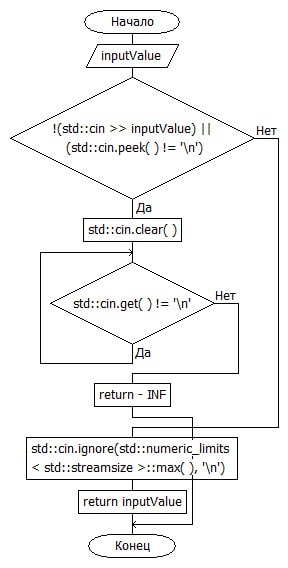 Начало
inputValue
!(std::cin >> inputValue) ||
(std::cin.peek( ) != '\n')
Нет
Да
std::cin.clear( )
std::cin.get( ) != '\n'
Нет
Да
return - INF
std::cin.ignore(std::numeric_limits
< std::streamsize >::max( ), '\n')
return inputValue
Конец